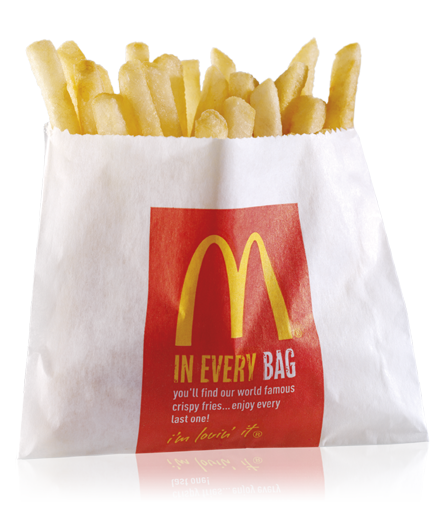 IN EVERY BAG
you'll find our world famous
crispy fries... enjoy every
last one!
i'm lovin' it®